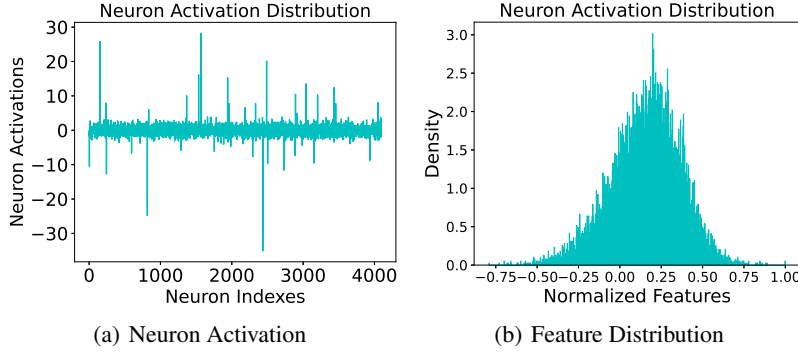 Neuron Activation Distribution
Neuron Activations
30
20
10
0
−10
−20
−30
0 1000 2000 3000 4000
Neuron Indexes
(a) Neuron Activation
Neuron Activation Distribution
Density
3.0
2.5
2.0
1.5
1.0
0.5
0.0
−0.75 −0.50 −0.25 0.00 0.25 0.50 0.75 1.00
Normalized Features
(b) Feature Distribution